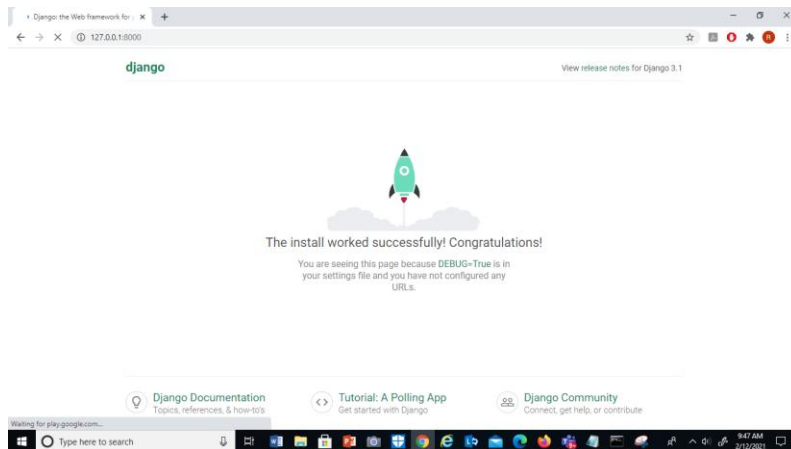 Django: the Web framework for
127.0.0.1:8000
django
View release notes for Django 3.1
The install worked successfully! Congratulations!
You are seeing this page because DEBUG=True is in
your settings file and you have not configured any
URLs.
Django Documentation
Topics, references, & how-to's
Tutorial: A Polling App
Get started with Django
Django Community
Connect, get help, or contribute
Waiting for play.google.com...
Type here to search
9:47 AM
2/12/2021